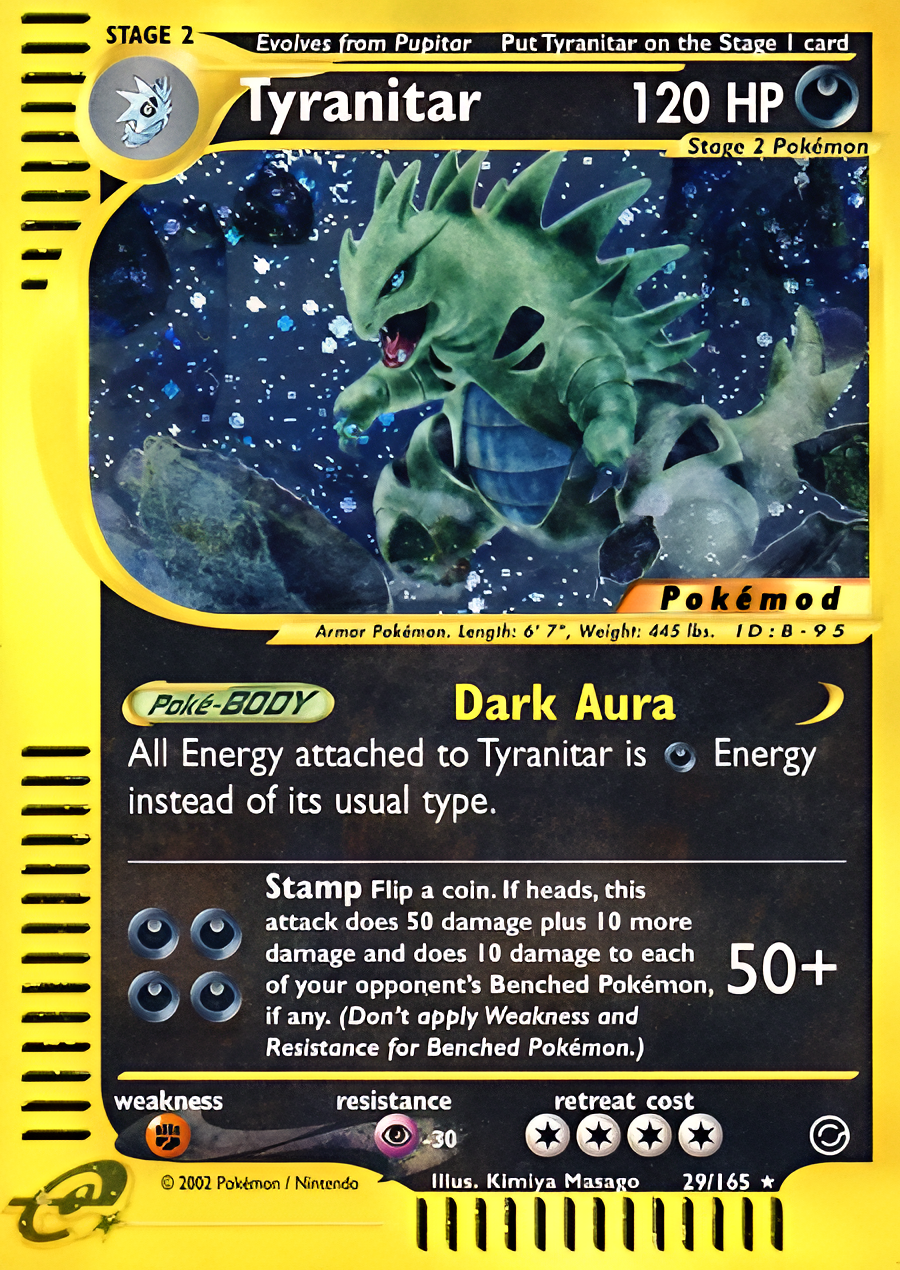 STAGE 2
Evolves from Pupitar Put Tyranitar on the Stage 1 card
Tyranitar 120 HP
Stage 2 Pokémon
Pokémod
Armor Pokémon. Length: 6' 7", Weight: 445 lbs. ID:B-95
Poké-BODY Dark Aura
All Energy attached to Tyranitar is Energy
instead of its usual type.
Stamp Flip a coin. If heads, this
attack does 50 damage plus 10 more
damage and does 10 damage to each
of your opponent's Benched Pokémon,
if any. (Don't apply Weakness and
Resistance for Benched Pokémon.)
50+
weakness resistance retreat cost
-30
© 2002 Pokémon / Nintendo Illus. Kimiya Masago 29/165 ★
e